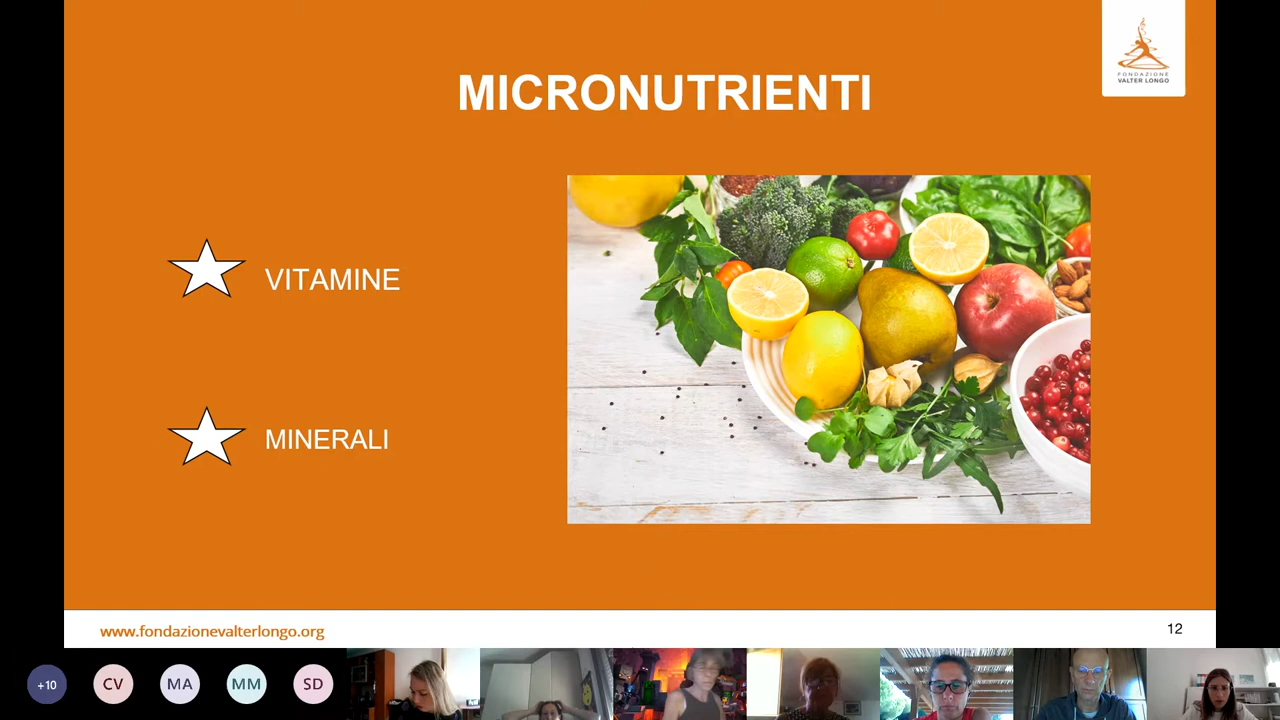 FONDAZIONE
VALTER LONGO
MICRONUTRIENTI
VITAMINE
MINERALI
www.fondazionevalterlongo.org
12
+10
CV
MA
MM
SD